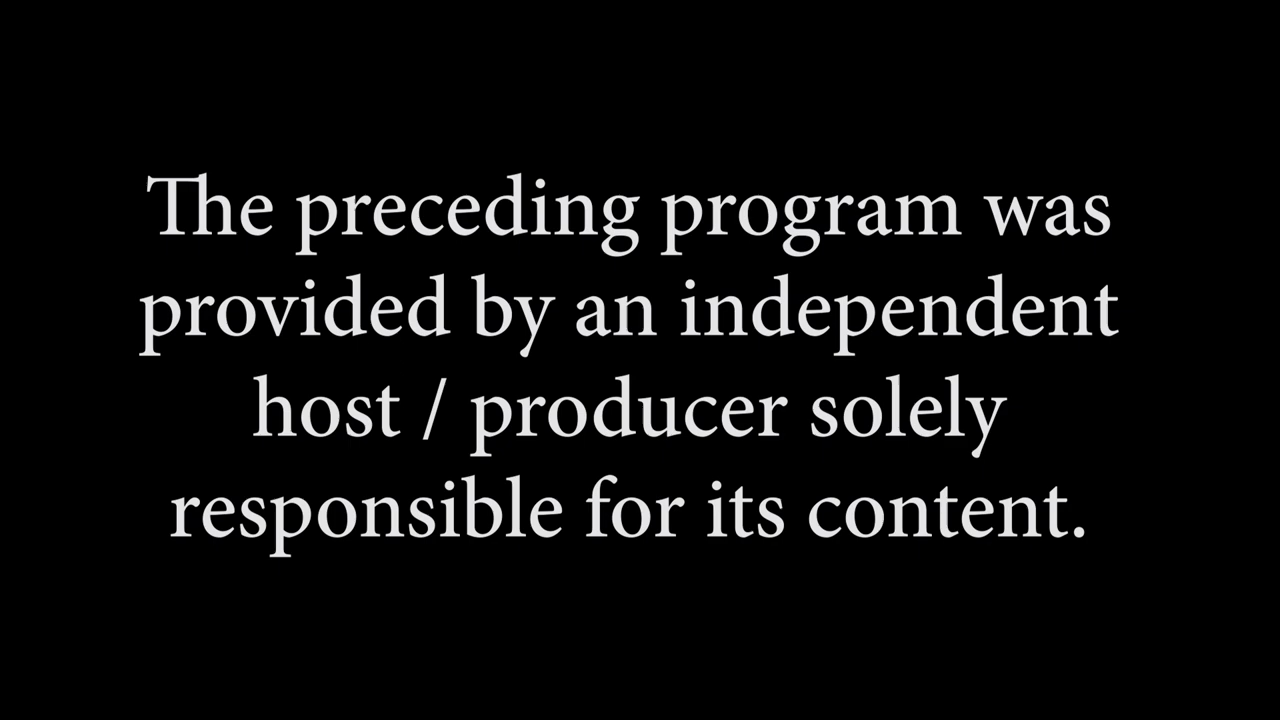 The preceding program was
provided by an independent
host / producer solely
responsible for its content.